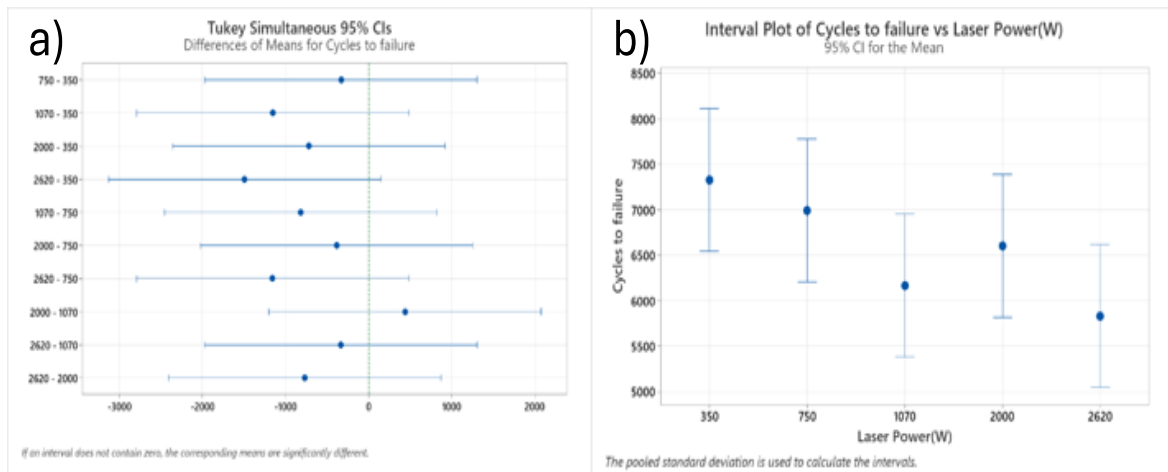 a)
Tukey Simultaneous 95% CIs
Differences of Means for Cycles to failure
750 - 350
1070 - 350
2000 - 350
2620 - 350
1070 - 750
2000 - 750
2620 - 750
2000 - 1070
2620 - 1070
2620 - 2000
-3000 -2000 -1000 0 1000 2000
If an interval does not contain zero, the corresponding means are significantly different.
b)
Interval Plot of Cycles to failure vs Laser Power(W)
95% CI for the Mean
Cycles to failure
8500
8000
7500
7000
6500
6000
5500
5000
350 750 1070 2000 2620
Laser Power(W)
The pooled standard deviation is used to calculate the intervals.